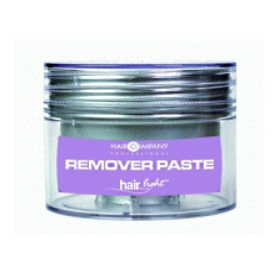 HAIR COMPANY
professional
REMOVER PASTE
hair light